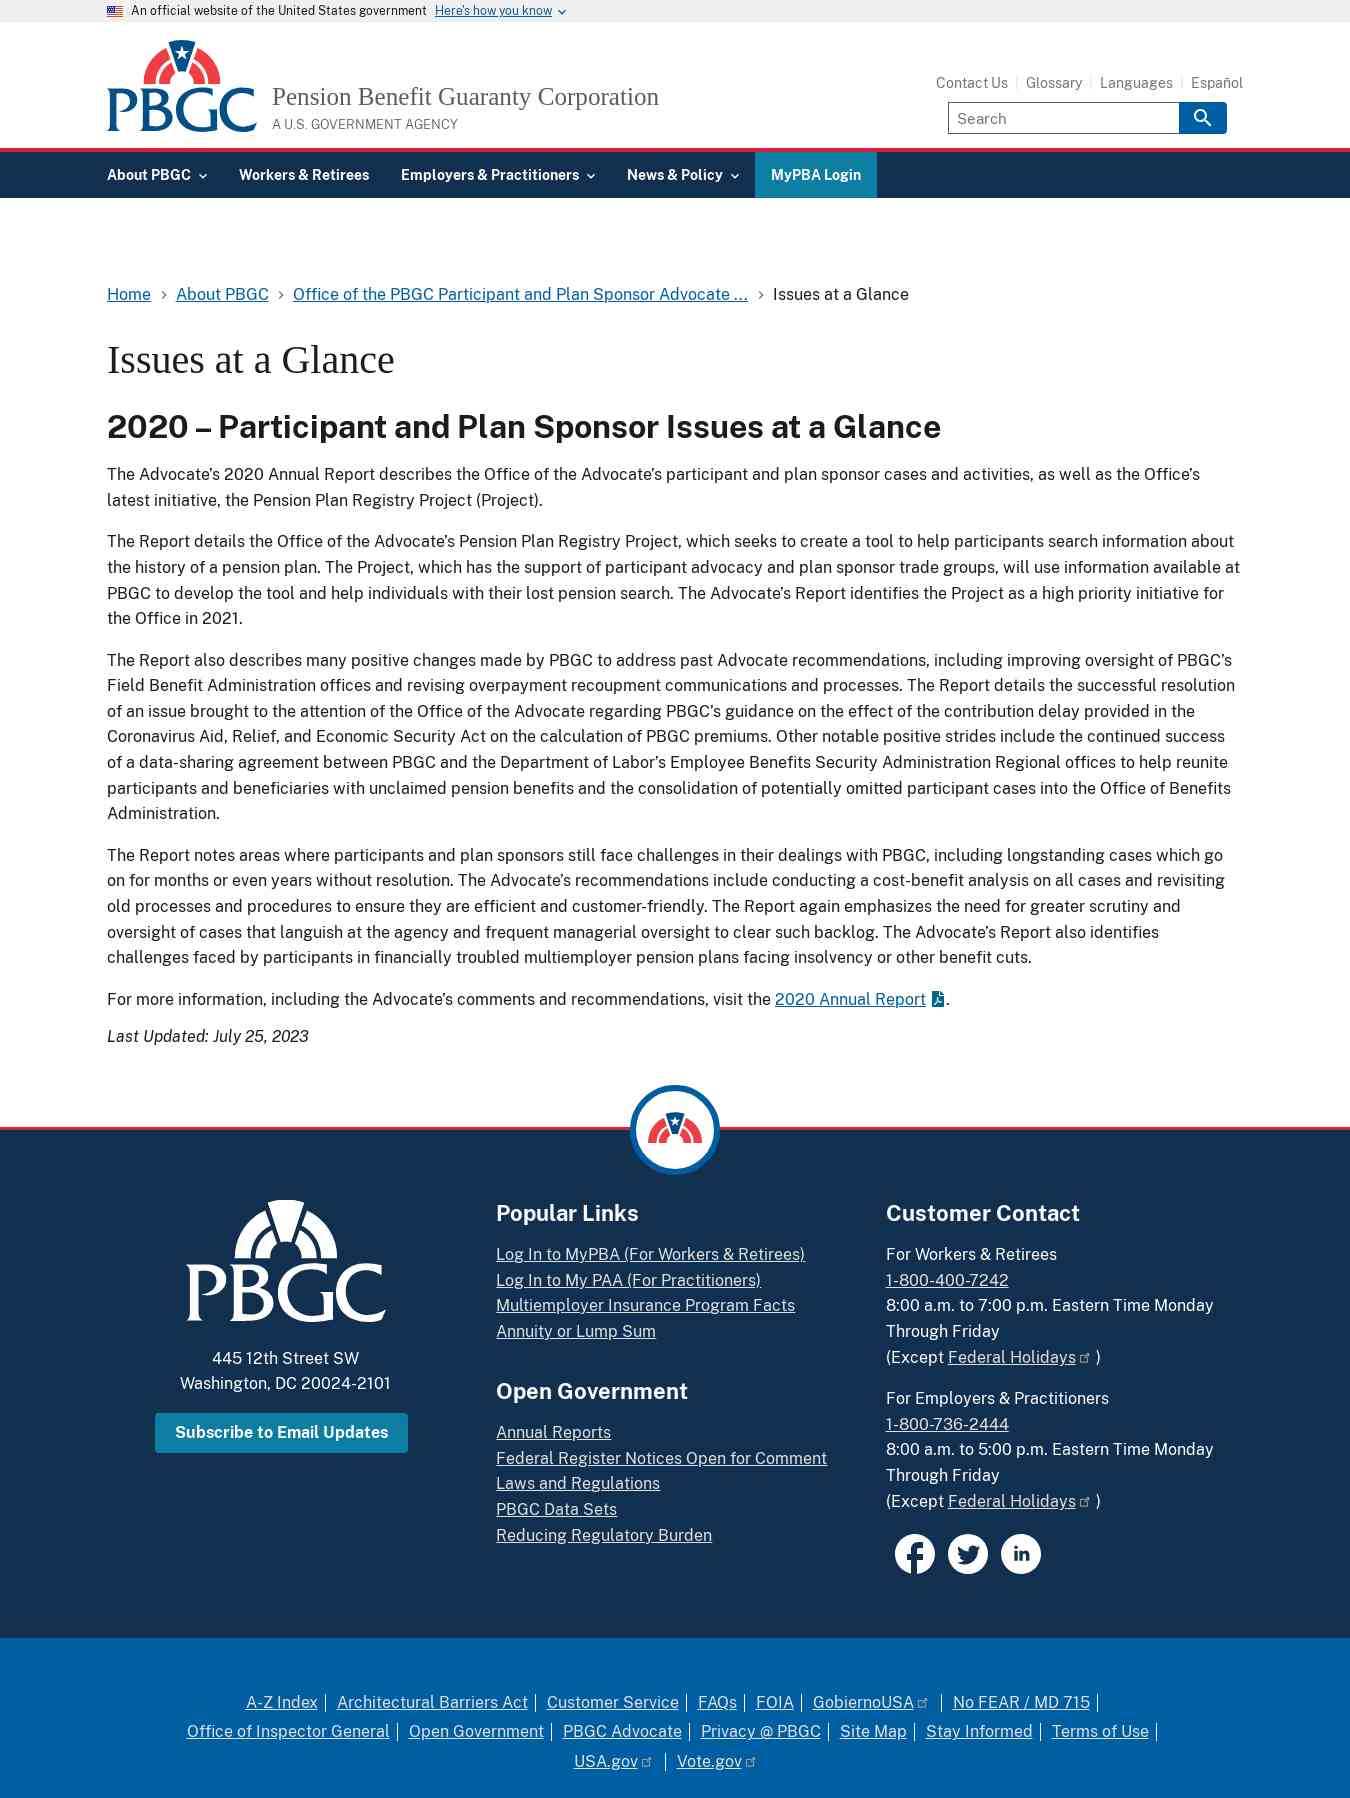 An official website of the United States government Here's how you know
PBGC
Pension Benefit Guaranty Corporation
A U.S. GOVERNMENT AGENCY
Contact Us Glossary Languages Español
Search
About PBGC Workers & Retirees Employers & Practitioners News & Policy MyPBA Login
Home About PBGC Office of the PBGC Participant and Plan Sponsor Advocate ... Issues at a Glance
Issues at a Glance
2020 – Participant and Plan Sponsor Issues at a Glance
The Advocate’s 2020 Annual Report describes the Office of the Advocate’s participant and plan sponsor cases and activities, as well as the Office’s
latest initiative, the Pension Plan Registry Project (Project).
The Report details the Office of the Advocate’s Pension Plan Registry Project, which seeks to create a tool to help participants search information about
the history of a pension plan. The Project, which has the support of participant advocacy and plan sponsor trade groups, will use information available at
PBGC to develop the tool and help individuals with their lost pension search. The Advocate’s Report identifies the Project as a high priority initiative for
the Office in 2021.
The Report also describes many positive changes made by PBGC to address past Advocate recommendations, including improving oversight of PBGC’s
Field Benefit Administration offices and revising overpayment recoupment communications and processes. The Report details the successful resolution
of an issue brought to the attention of the Office of the Advocate regarding PBGC’s guidance on the effect of the contribution delay provided in the
Coronavirus Aid, Relief, and Economic Security Act on the calculation of PBGC premiums. Other notable positive strides include the continued success
of a data-sharing agreement between PBGC and the Department of Labor’s Employee Benefits Security Administration Regional offices to help reunite
participants and beneficiaries with unclaimed pension benefits and the consolidation of potentially omitted participant cases into the Office of Benefits
Administration.
The Report notes areas where participants and plan sponsors still face challenges in their dealings with PBGC, including longstanding cases which go
on for months or even years without resolution. The Advocate’s recommendations include conducting a cost-benefit analysis on all cases and revisiting
old processes and procedures to ensure they are efficient and customer-friendly. The Report again emphasizes the need for greater scrutiny and
oversight of cases that languish at the agency and frequent managerial oversight to clear such backlog. The Advocate’s Report also identifies
challenges faced by participants in financially troubled multiemployer pension plans facing insolvency or other benefit cuts.
For more information, including the Advocate’s comments and recommendations, visit the 2020 Annual Report .
Last Updated: July 25, 2023
PBGC
445 12th Street SW
Washington, DC 20024-2101
Subscribe to Email Updates
Popular Links
Log In to MyPBA (For Workers & Retirees)
Log In to My PAA (For Practitioners)
Multiemployer Insurance Program Facts
Annuity or Lump Sum
Open Government
Annual Reports
Federal Register Notices Open for Comment
Laws and Regulations
PBGC Data Sets
Reducing Regulatory Burden
Customer Contact
For Workers & Retirees
1-800-400-7242
8:00 a.m. to 7:00 p.m. Eastern Time Monday
Through Friday
(Except Federal Holidays )
For Employers & Practitioners
1-800-736-2444
8:00 a.m. to 5:00 p.m. Eastern Time Monday
Through Friday
(Except Federal Holidays )
in
A-Z Index Architectural Barriers Act Customer Service FAQs FOIA GobiernoUSA No FEAR / MD 715
Office of Inspector General Open Government PBGC Advocate Privacy @ PBGC Site Map Stay Informed Terms of Use
USA.gov Vote.gov